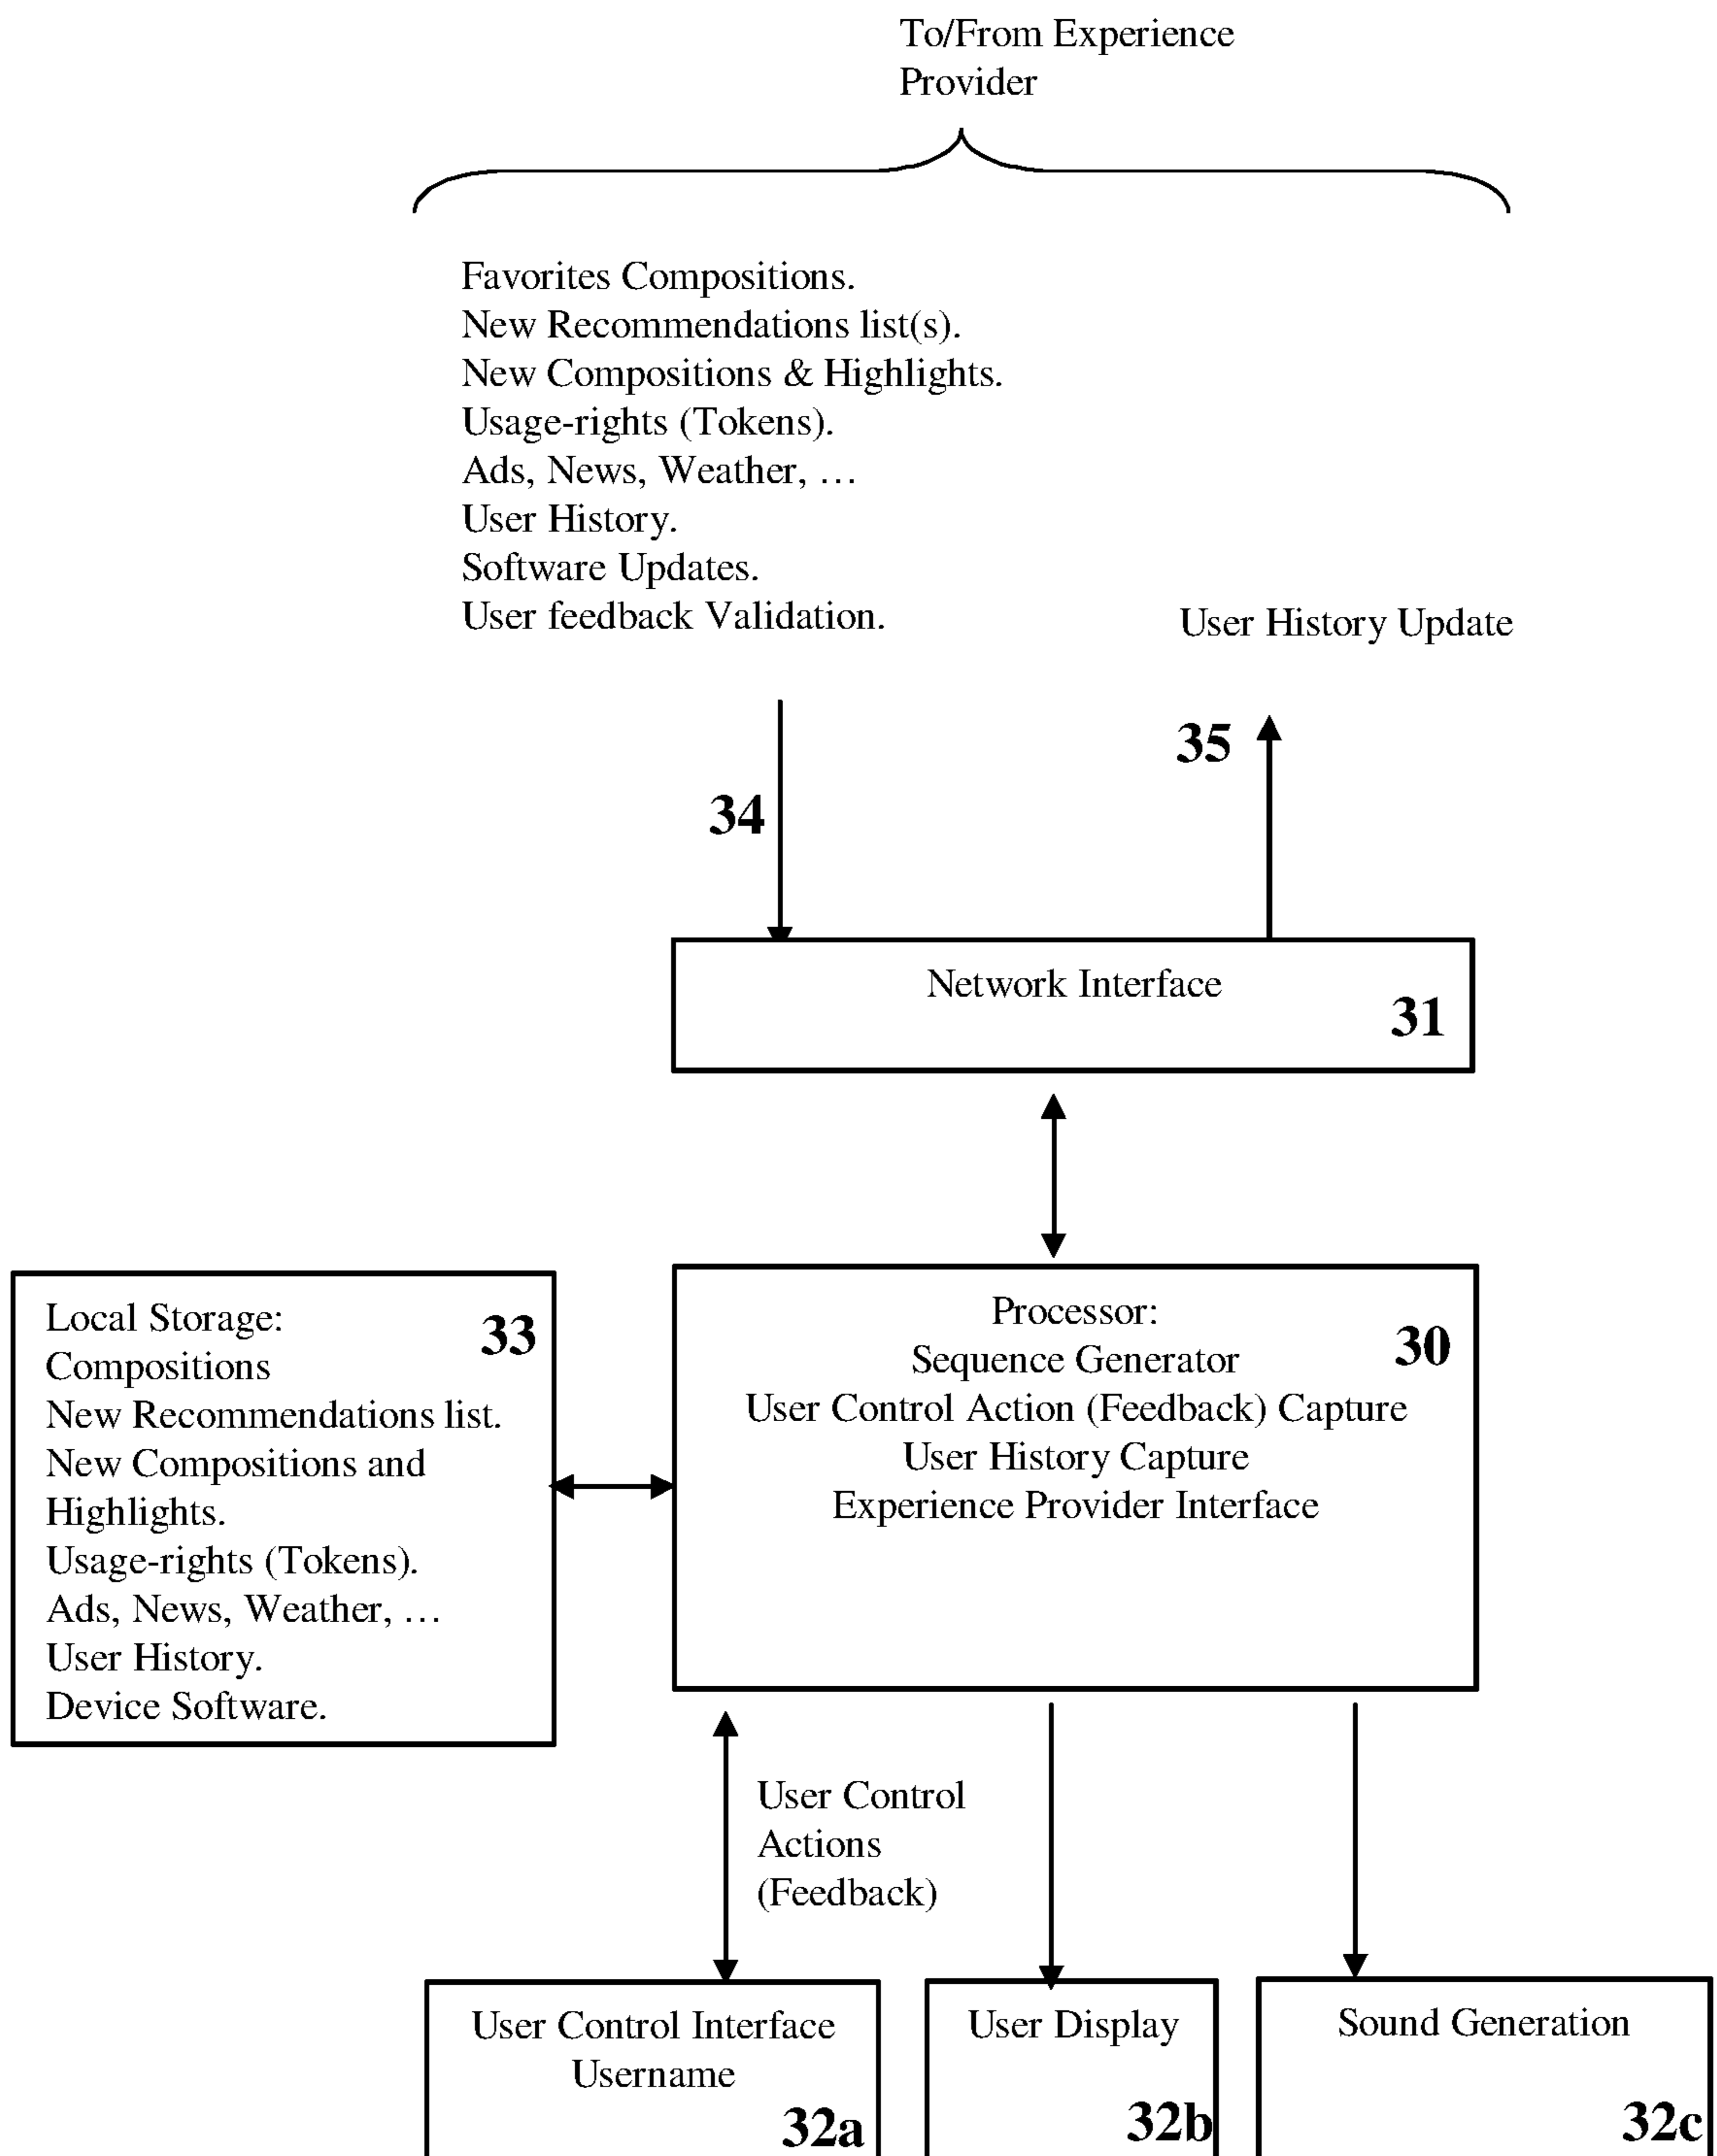 To/From Experience
Provider
Favorites Compositions.
New Recommendations list(s).
New Compositions & Highlights.
Usage-rights (Tokens).
Ads, News, Weather, …
User History.
Software Updates.
User feedback Validation.
User History Update
35
34
Network Interface
31
Local Storage:
33
Compositions
New Recommendations list.
New Compositions and
Highlights.
Usage-rights (Tokens).
Ads, News, Weather, …
User History.
Device Software.
Processor:
30
Sequence Generator
User Control Action (Feedback) Capture
User History Capture
Experience Provider Interface
User Control
Actions
(Feedback)
User Control Interface
Username
32a
User Display
32b
Sound Generation
32c